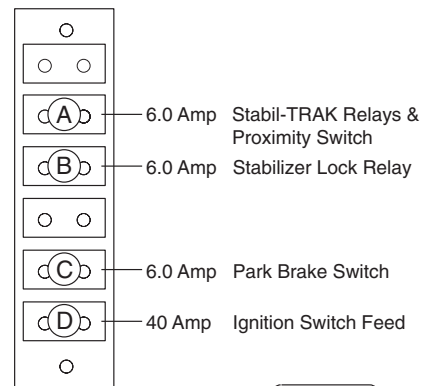 A 6.0 Amp Stabil-TRAK Relays &
Proximity Switch
B 6.0 Amp Stabilizer Lock Relay
C 6.0 Amp Park Brake Switch
D 40 Amp Ignition Switch Feed